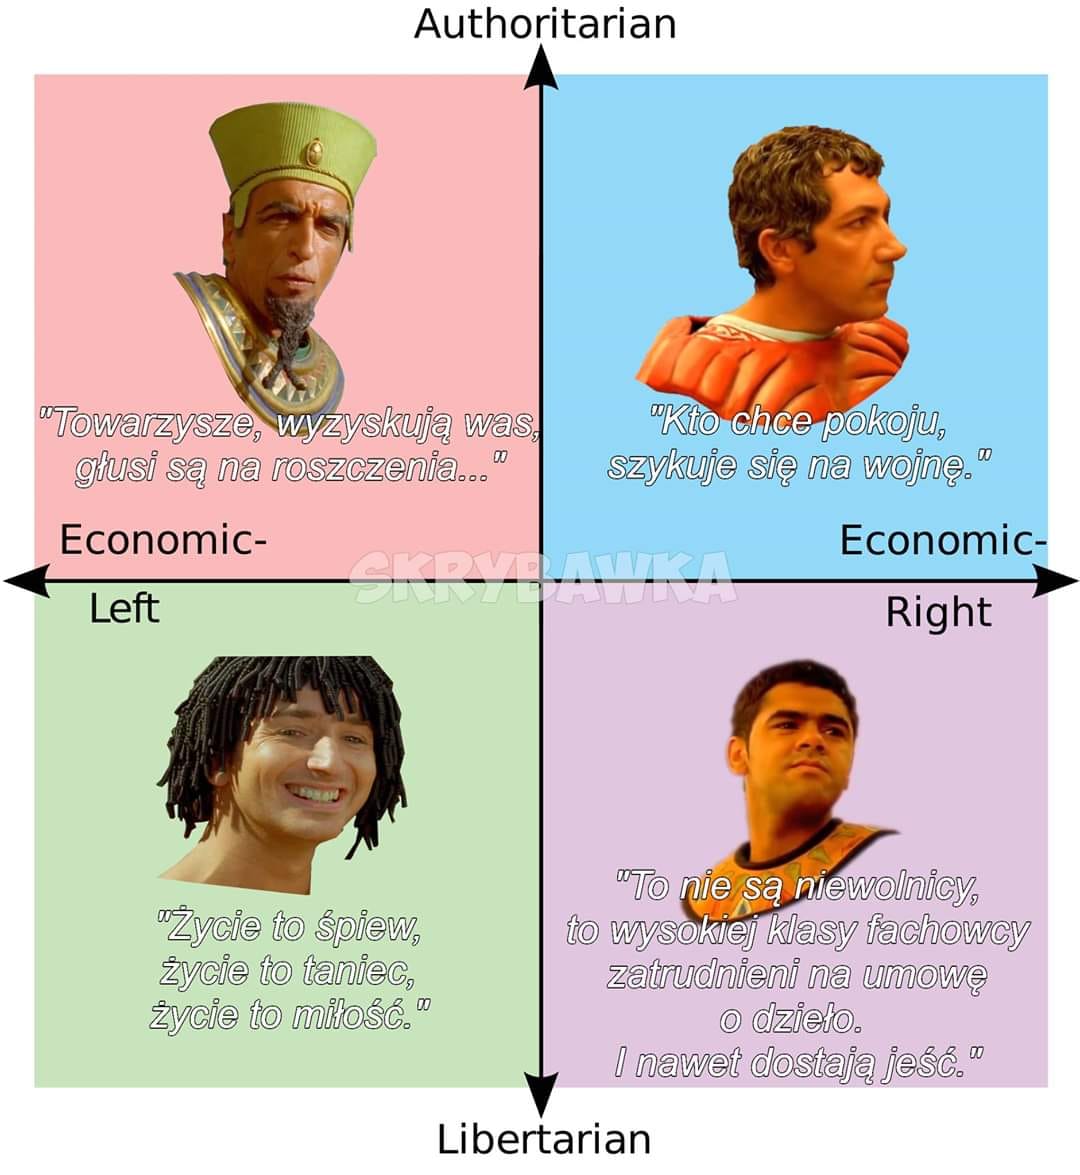 Authoritarian
"Towarzysze, wyzyskują was,
głusi są na roszczenia..."
"Kto chce pokoju,
szykuje się na wojnę."
Economic-
Economic-
SKRYBAWKA
Left
Right
"Życie to śpiew,
życie to taniec,
życie to miłość."
"To nie są niewolnicy,
to wysokiej klasy fachowcy
zatrudnieni na umowę
o dzieło.
I nawet dostają jeść."
Libertarian